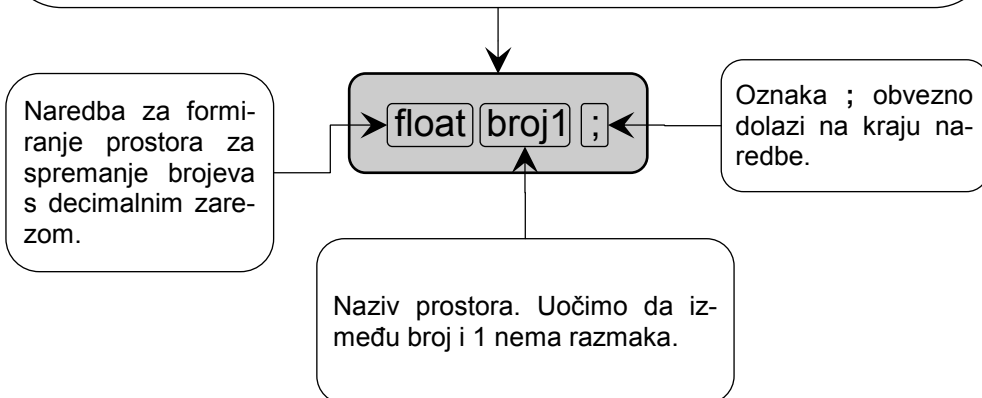 Naredba za formi-
ranje prostora za
spremanje brojeva
s decimalnim zare-
zom.
float broj1 ;
Oznaka ; obvezno
dolazi na kraju na-
redbe.
Naziv prostora. Uočimo da iz-
među broj i 1 nema razmaka.